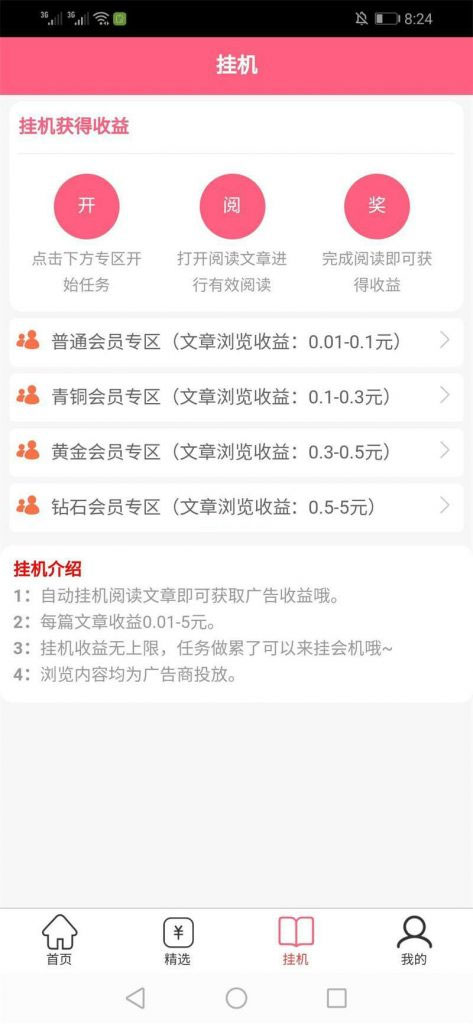 3G 3G 8:24
挂机
挂机获得收益
开 阅 奖
点击下方专区开 打开阅读文章进 完成阅读即可获
始任务 行有效阅读 得收益
普通会员专区（文章浏览收益：0.01-0.1元）
青铜会员专区（文章浏览收益：0.1-0.3元）
黄金会员专区（文章浏览收益：0.3-0.5元）
钻石会员专区（文章浏览收益：0.5-5元）
挂机介绍
1：自动挂机阅读文章即可获取广告收益哦。
2：每篇文章收益0.01-5元。
3：挂机收益无上限，任务做累了可以来挂会机哦~
4：浏览内容均为广告商投放。
¥
首页 精选 挂机 我的